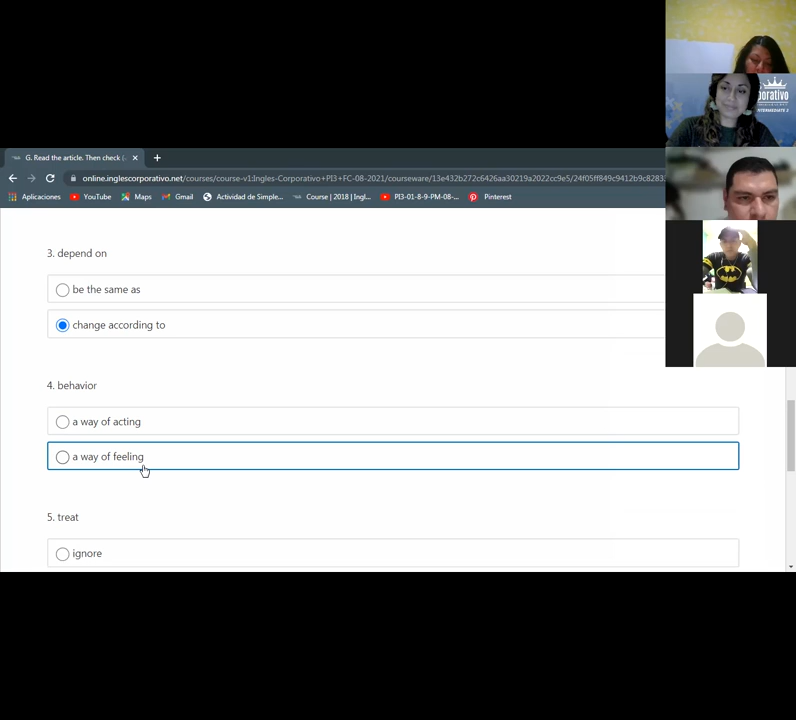 G. Read the article. Then check (
online.inglescorporativo.net/courses/course-v1:Ingles-Corporativo+PI3+FC-08-2021/courseware/13e432b272c6426aa30219a2022cc9e5/24f05ff849c9412b9c8283
Aplicaciones YouTube Maps Gmail Actividad de Simple... Course | 2018 | Ingl... PI3-01-8-9-PM-08-... Pinterest
porativo
INTERMEDIATE 2
3. depend on
be the same as
change according to
4. behavior
a way of acting
a way of feeling
5. treat
ignore